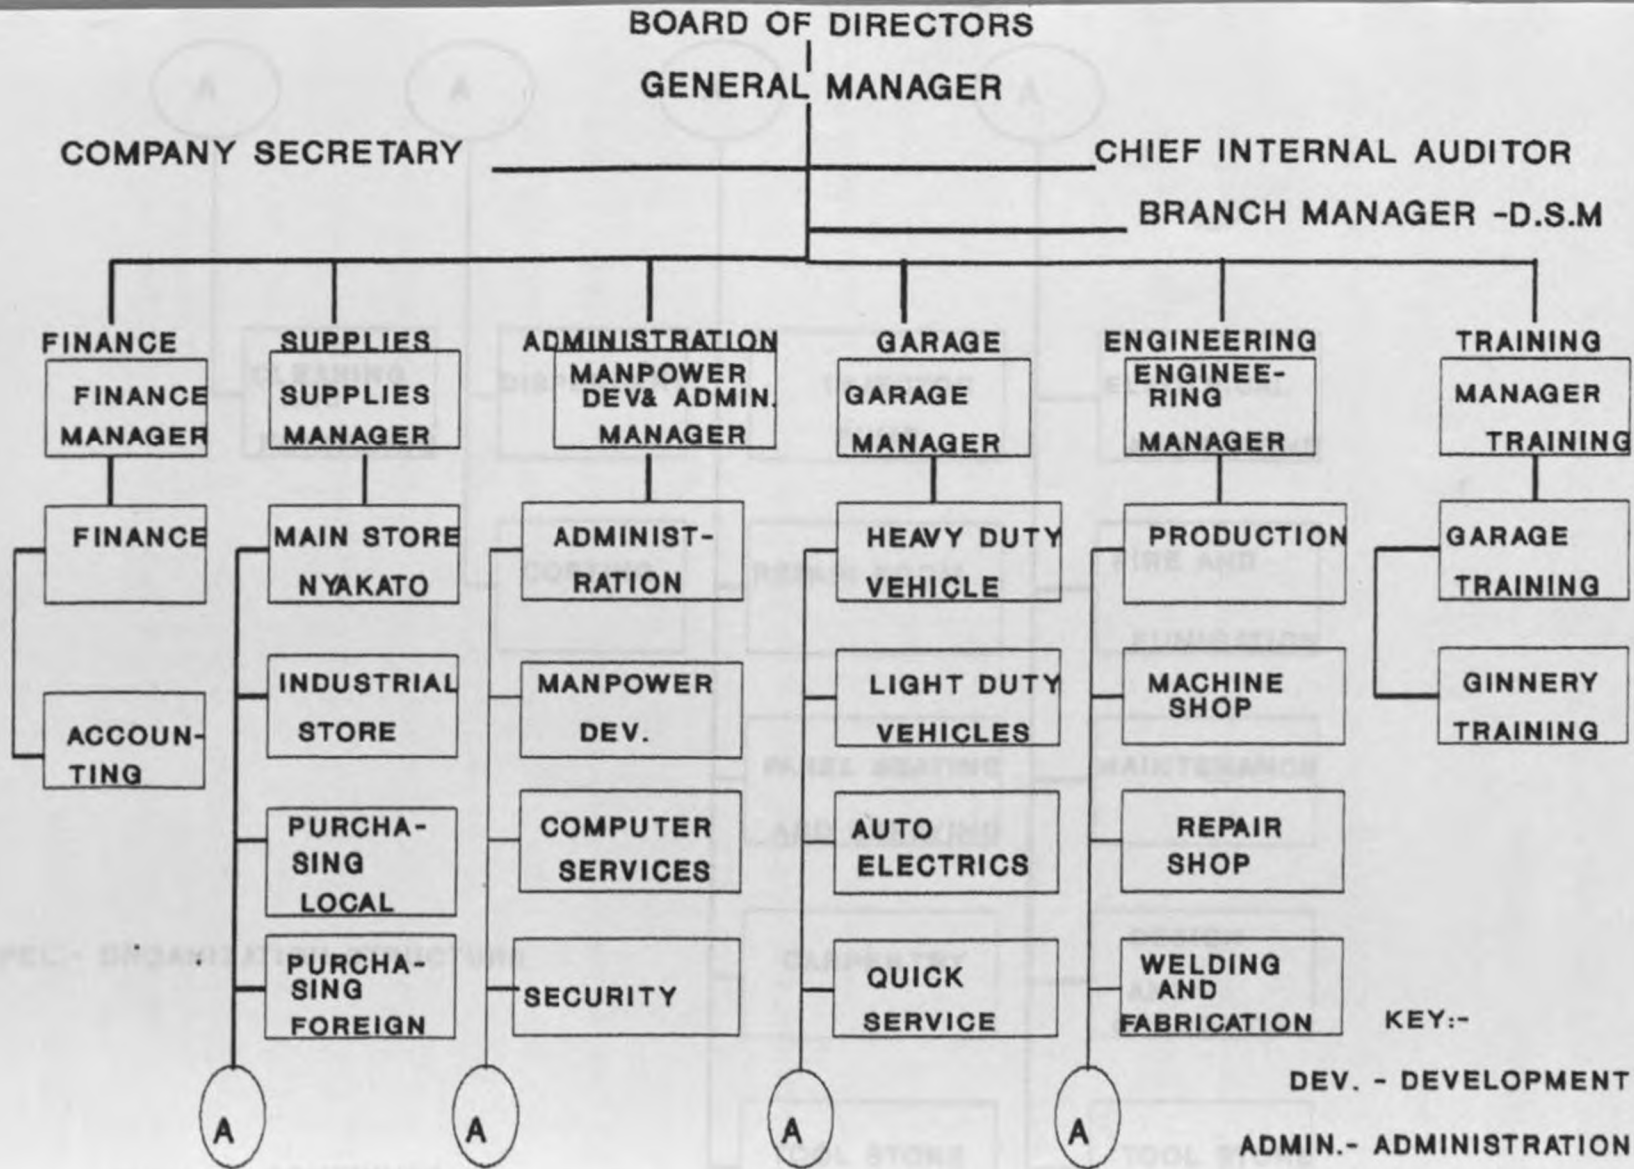 BOARD OF DIRECTORS
GENERAL MANAGER
COMPANY SECRETARY
CHIEF INTERNAL AUDITOR
BRANCH MANAGER -D.S.M
FINANCE
FINANCE
MANAGER
FINANCE
ACCOUN-
TING
SUPPLIES
SUPPLIES
MANAGER
MAIN STORE
NYAKATO
INDUSTRIAL
STORE
PURCHA-
SING
LOCAL
PURCHA-
SING
FOREIGN
A
ADMINISTRATION
MANPOWER
DEV& ADMIN.
MANAGER
ADMINIST-
RATION
MANPOWER
DEV.
COMPUTER
SERVICES
SECURITY
A
GARAGE
GARAGE
MANAGER
HEAVY DUTY
VEHICLE
LIGHT DUTY
VEHICLES
AUTO
ELECTRICS
QUICK
SERVICE
A
ENGINEERING
ENGINEE-
RING
MANAGER
PRODUCTION
MACHINE
SHOP
REPAIR
SHOP
WELDING
AND
FABRICATION
A
TRAINING
MANAGER
TRAINING
GARAGE
TRAINING
GINNERY
TRAINING
KEY:-
DEV. - DEVELOPMENT
ADMIN.- ADMINISTRATION